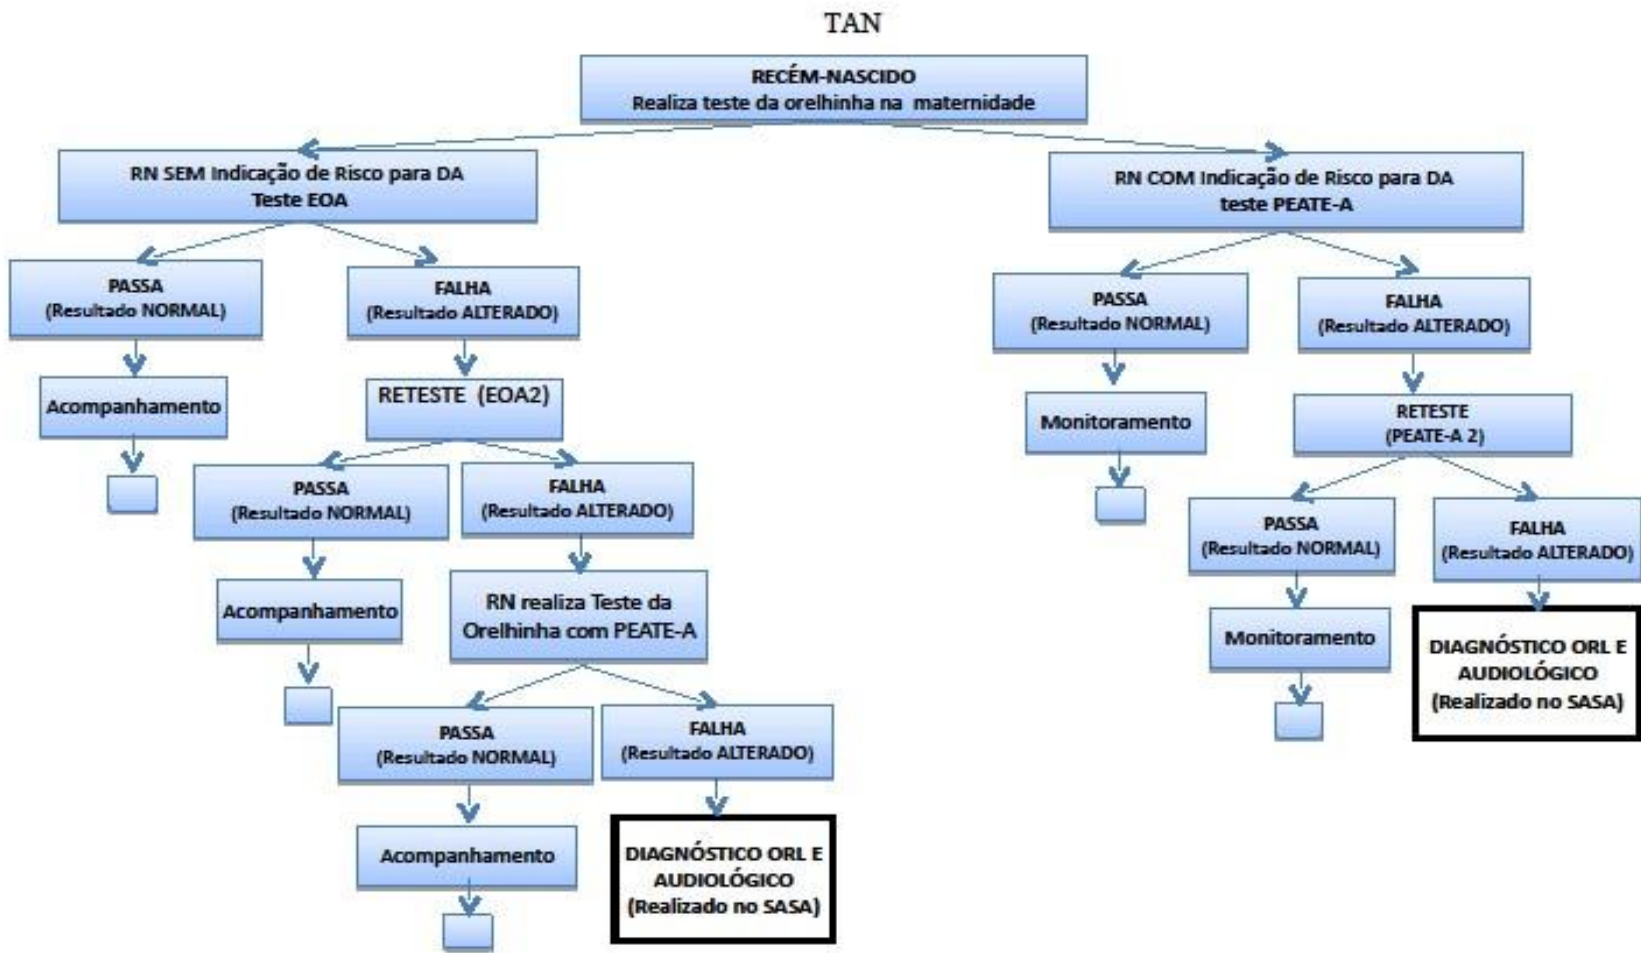 TAN
RECÉM-NASCIDO
Realiza teste da orelhinha na maternidade
RN SEM Indicação de Risco para DA
Teste EOA
RN COM Indicação de Risco para DA
teste PEATE-A
PASSA
(Resultado NORMAL)
FALHA
(Resultado ALTERADO)
PASSA
(Resultado NORMAL)
FALHA
(Resultado ALTERADO)
Acompanhamento
RETESTE (EOA2)
Monitoramento
RETESTE
(PEATE-A 2)
PASSA
(Resultado NORMAL)
FALHA
(Resultado ALTERADO)
PASSA
(Resultado NORMAL)
FALHA
(Resultado ALTERADO)
Acompanhamento
RN realiza Teste da
Orelhinha com PEATE-A
Monitoramento
DIAGNÓSTICO ORL E
AUDIOLÓGICO
(Realizado no SASA)
PASSA
(Resultado NORMAL)
FALHA
(Resultado ALTERADO)
Acompanhamento
DIAGNÓSTICO ORL E
AUDIOLÓGICO
(Realizado no SASA)